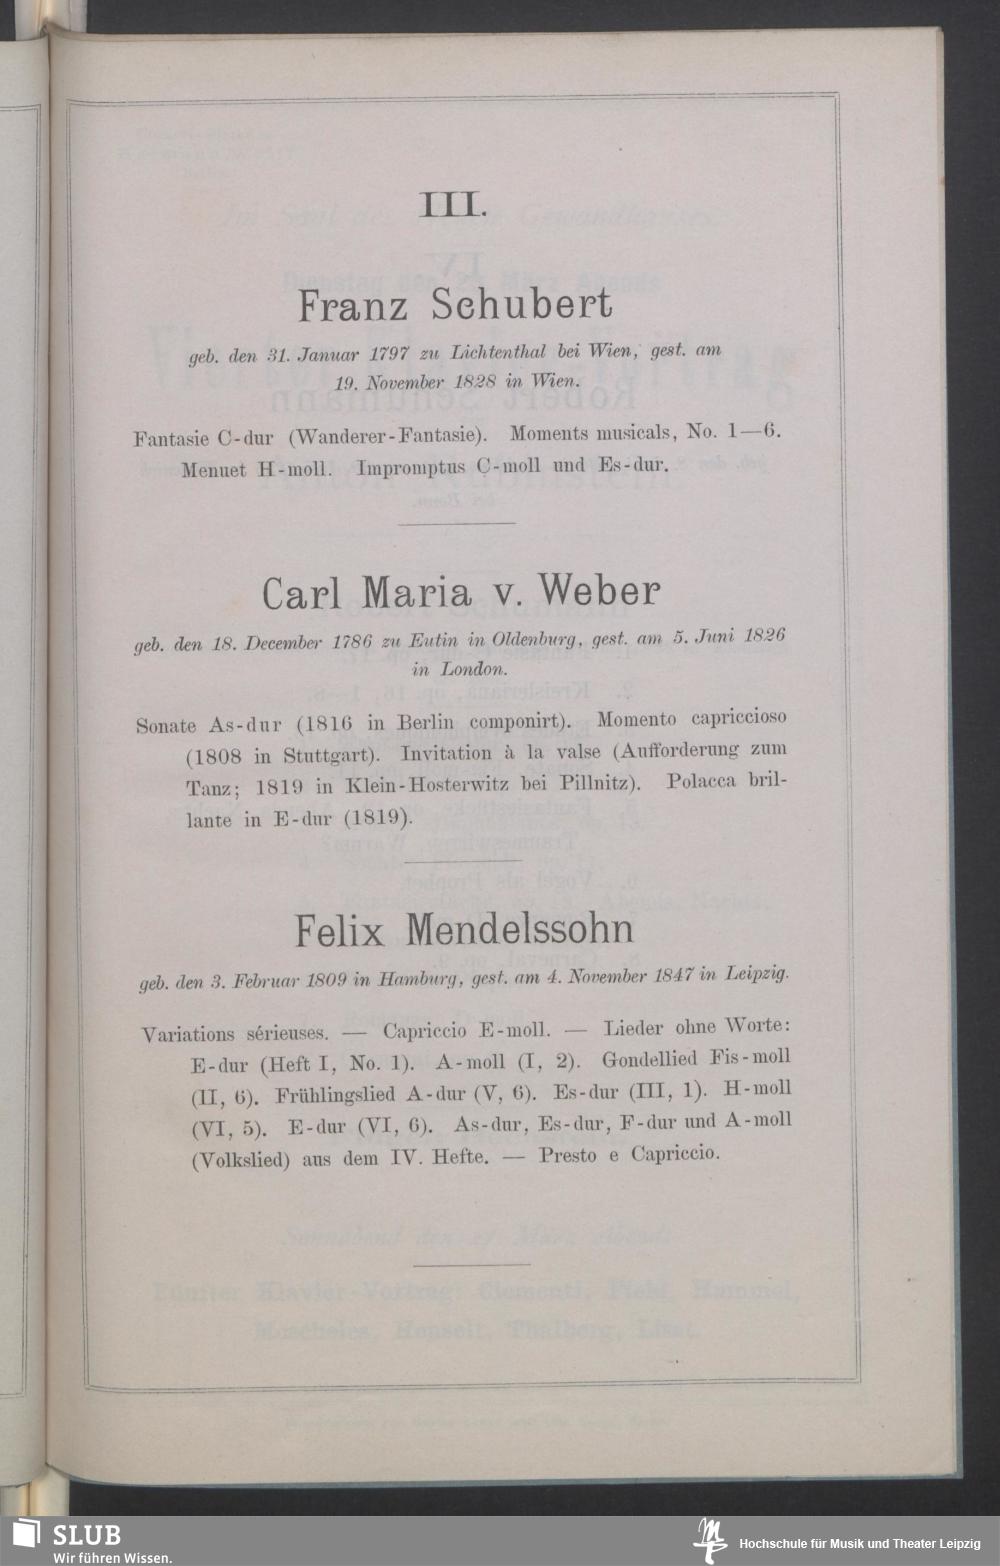 III.
Franz Schubert
geb. den 31. Januar 1797 zu Lichtenthal bei Wien, gest. am
19. November 1828 in Wien.
Fantasie C-dur (Wanderer-Fantasie). Moments musicals, No. 1—6.
Menuet H-moll. Impromptus C-moll und Es-dur.
Carl Maria v. Weber
geb. den 18. December 1786 zu Eutin in Oldenburg, gest. am 5. Juni 1826
in London.
Sonate As-dur (1816 in Berlin componirt). Momento capriccioso
(1808 in Stuttgart). Invitation à la valse (Aufforderung zum
Tanz; 1819 in Klein-Hosterwitz bei Pillnitz). Polacca bril-
lante in E-dur (1819).
Felix Mendelssohn
geb. den 3. Februar 1809 in Hamburg, gest. am 4. November 1847 in Leipzig.
Variations sérieuses. — Capriccio E-moll. — Lieder ohne Worte:
E-dur (Heft I, No. 1). A-moll (I, 2). Gondellied Fis-moll
(II, 6). Frühlingslied A-dur (V, 6). Es-dur (III, 1). H-moll
(VI, 5). E-dur (VI, 6). As-dur, Es-dur, F-dur und A-moll
(Volkslied) aus dem IV. Hefte. — Presto e Capriccio.
SLUB
Wir führen Wissen.
Hochschule für Musik und Theater Leipzig